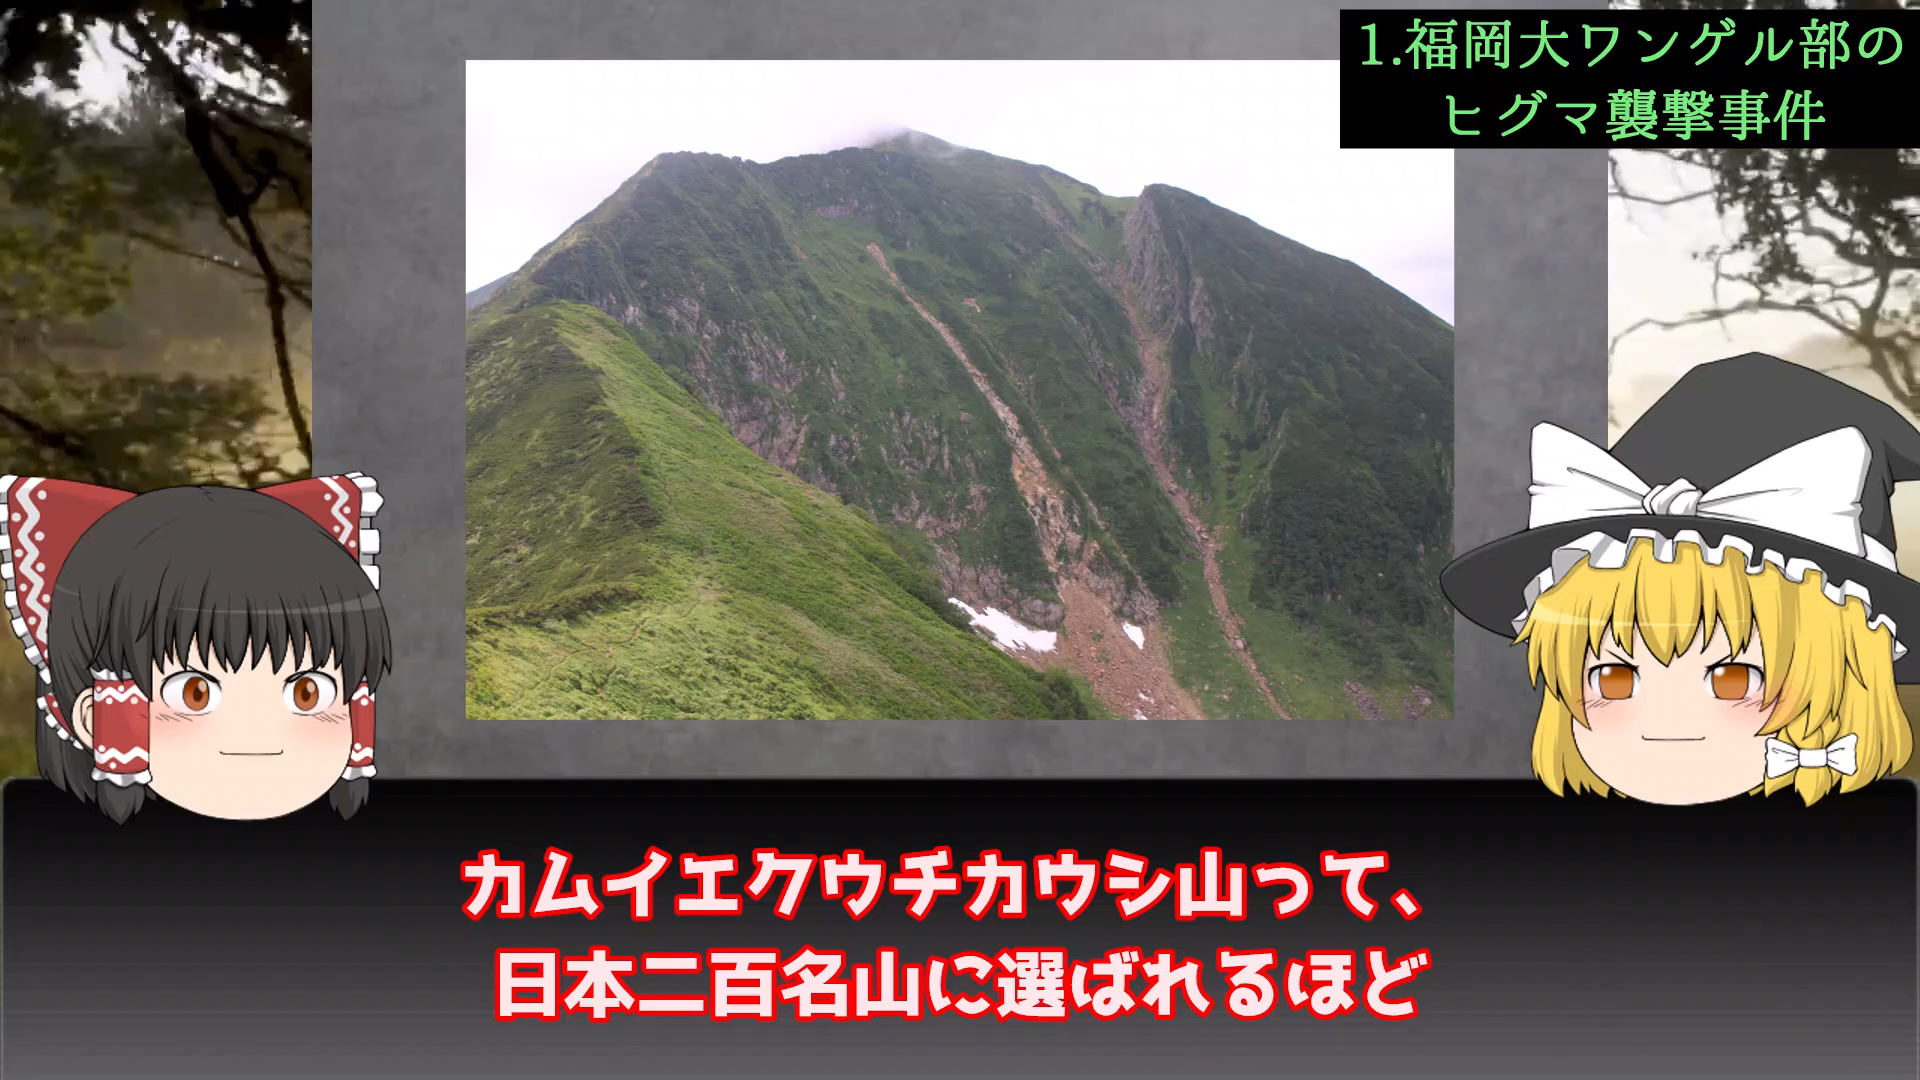 1.福岡大ワンゲル部の
ヒグマ襲撃事件
カムイエクウチカウシ山って、
日本二百名山に選ばれるほど